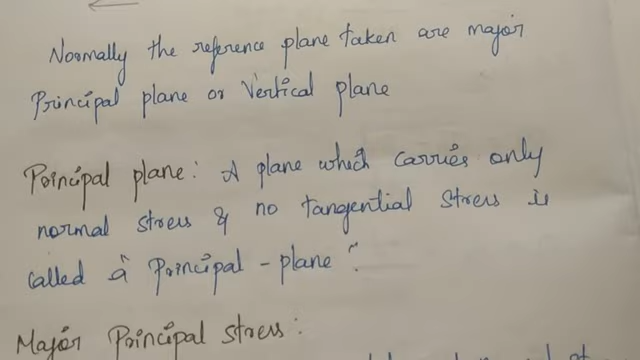 Normally the reference plane taken are major
Principal plane or Vertical plane
Principal plane: A plane which carries only
normal stress & no tangential stress is
called a "Principal-plane".
Major Principal stress: